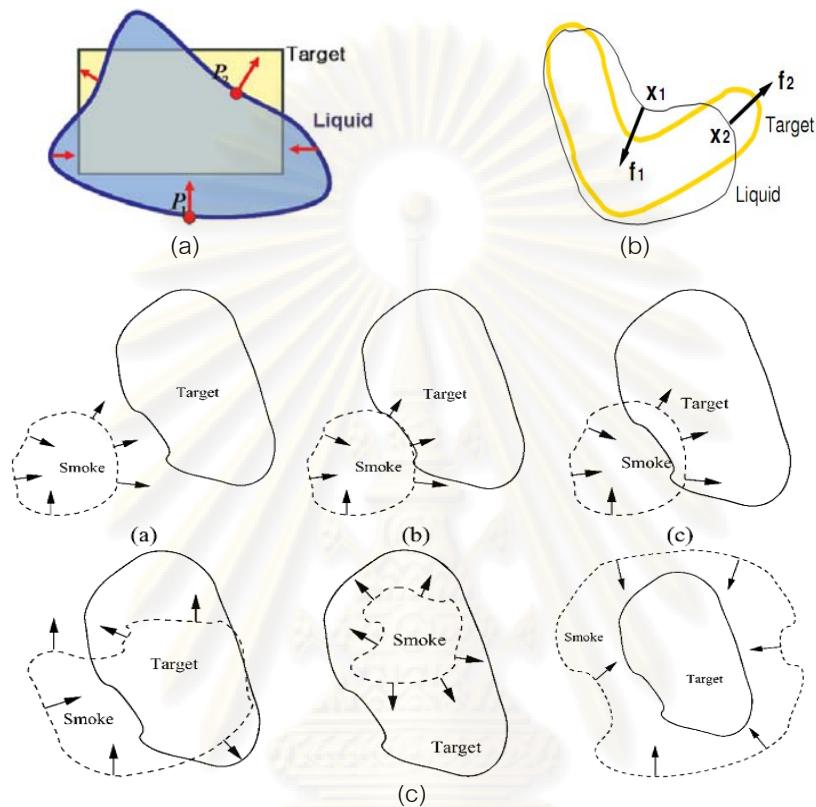 Target
P2
Liquid
P1
(a)
x1
f2
x2
Target
f1
Liquid
(b)
Target
Smoke
(a)
Target
Smoke
(b)
Target
Smoke
(c)
Target
Smoke
Smoke
Target
Smoke
Target
(c)